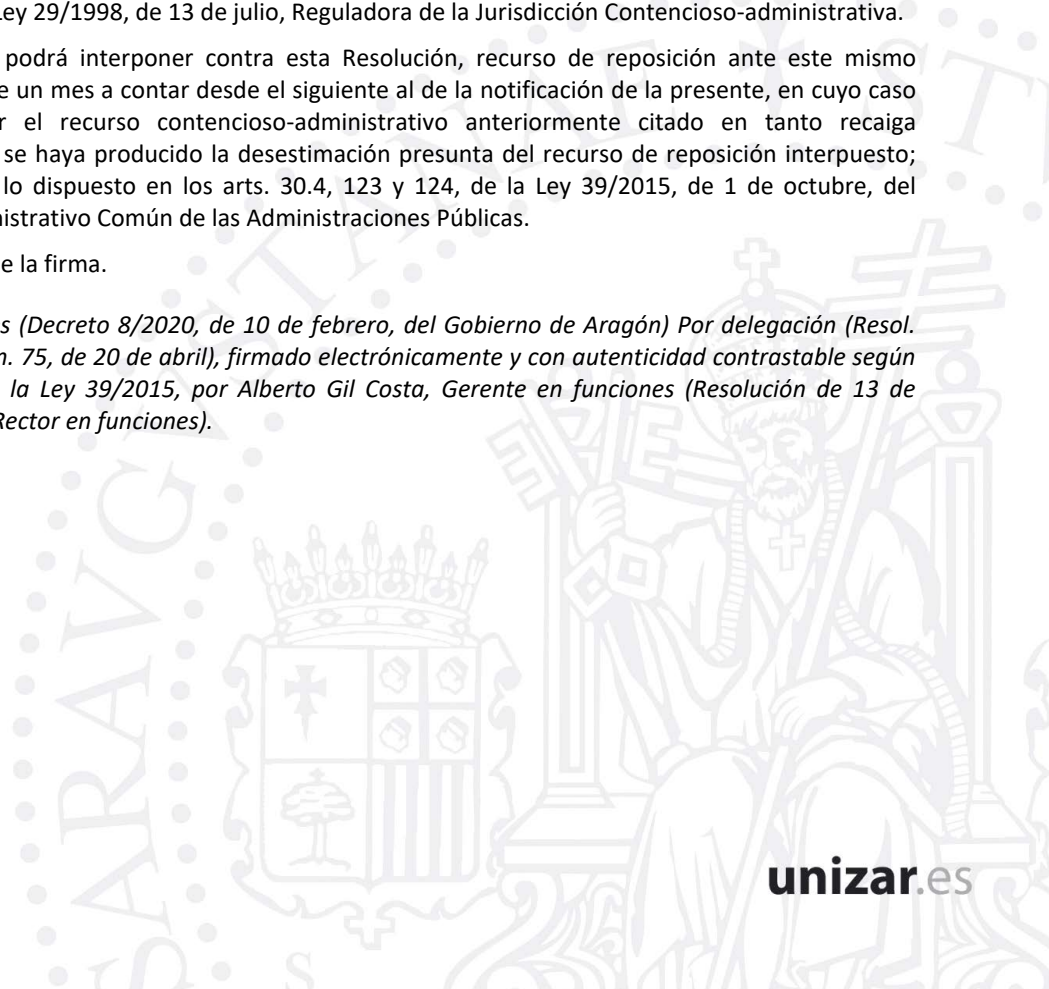 Ley 29/1998, de 13 de julio, Reguladora de la Jurisdicción Contencioso-administrativa.
podrá interponer contra esta Resolución, recurso de reposición ante este mismo
e un mes a contar desde el siguiente al de la notificación de la presente, en cuyo caso
r el recurso contencioso-administrativo anteriormente citado en tanto recaiga
se haya producido la desestimación presunta del recurso de reposición interpuesto;
lo dispuesto en los arts. 30.4, 123 y 124, de la Ley 39/2015, de 1 de octubre, del
nistrativo Común de las Administraciones Públicas.
e la firma.
s (Decreto 8/2020, de 10 de febrero, del Gobierno de Aragón) Por delegación (Resol.
n. 75, de 20 de abril), firmado electrónicamente y con autenticidad contrastable según
la Ley 39/2015, por Alberto Gil Costa, Gerente en funciones (Resolución de 13 de
Rector en funciones).
SARAVGVSTANAE
STV
unizar.es